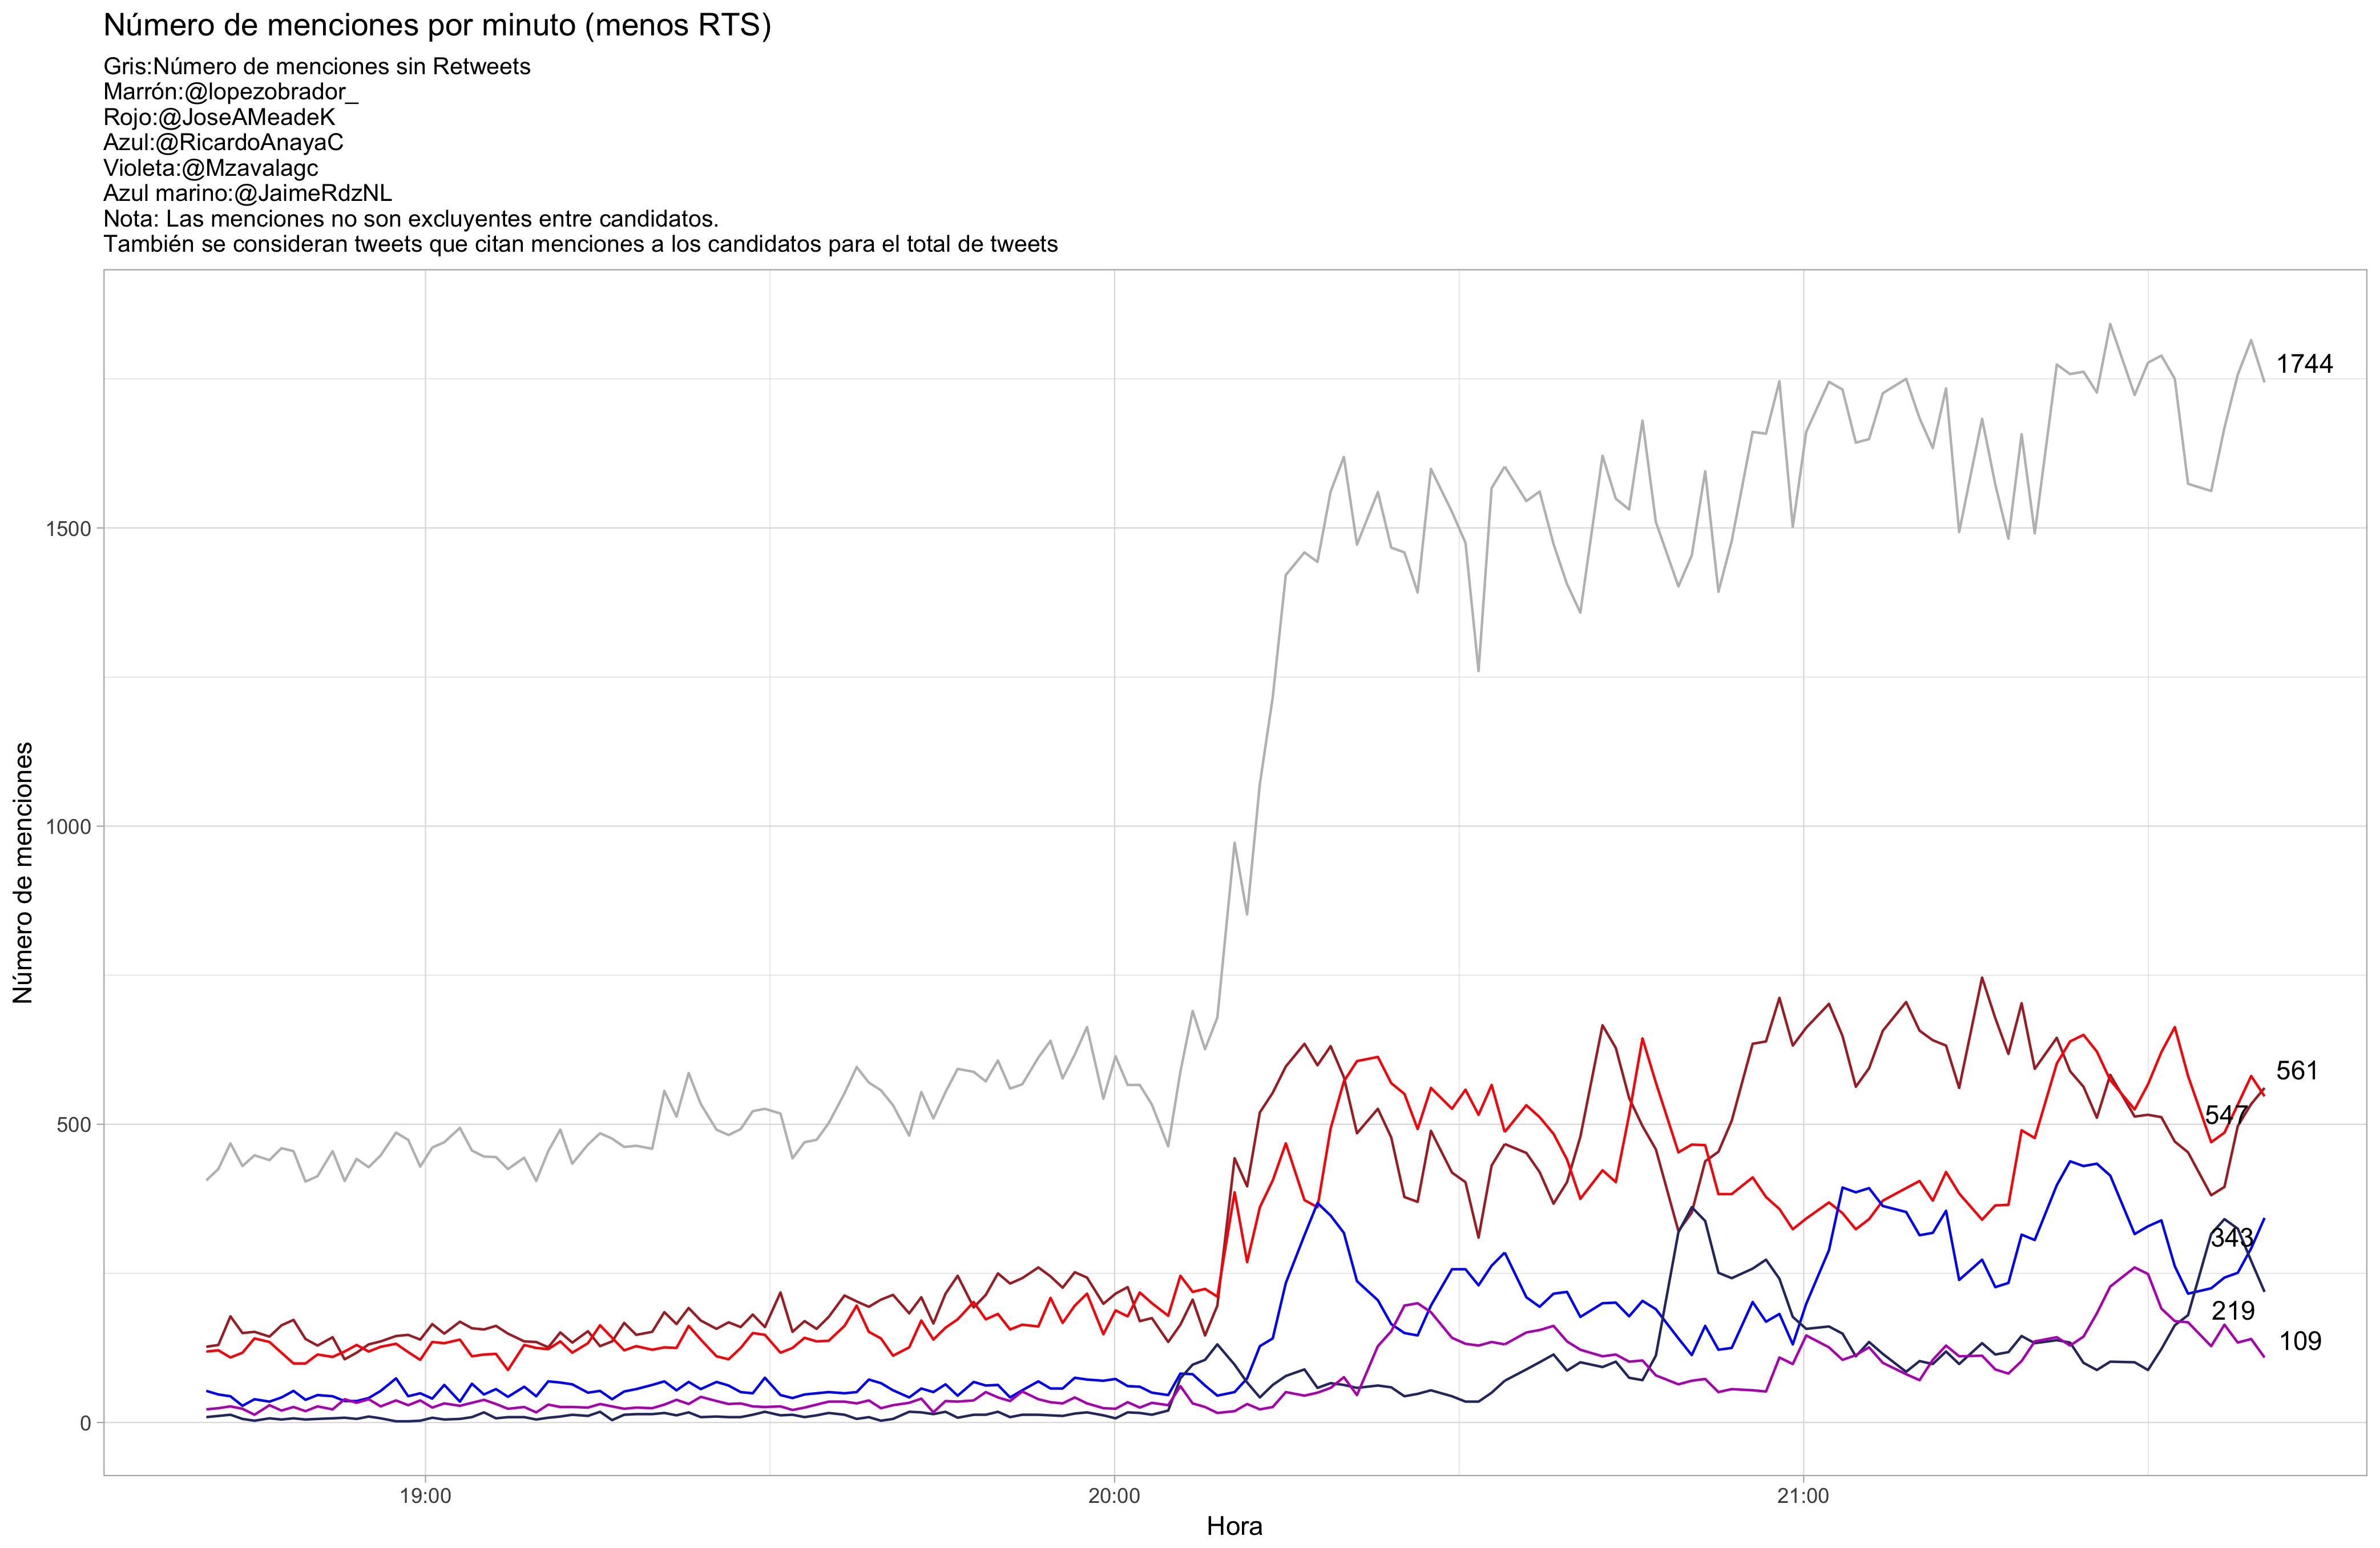 Número de menciones por minuto (menos RTS)
Gris:Número de menciones sin Retweets
Marrón:@lopezobrador_
Rojo:@JoseAMeadeK
Azul:@RicardoAnayaC
Violeta:@Mzavalagc
Azul marino:@JaimeRdzNL
Nota: Las menciones no son excluyentes entre candidatos.
También se consideran tweets que citan menciones a los candidatos para el total de tweets
Número de menciones
1500
1000
500
0
1744
561
547
343
219
109
19:00
20:00
21:00
Hora